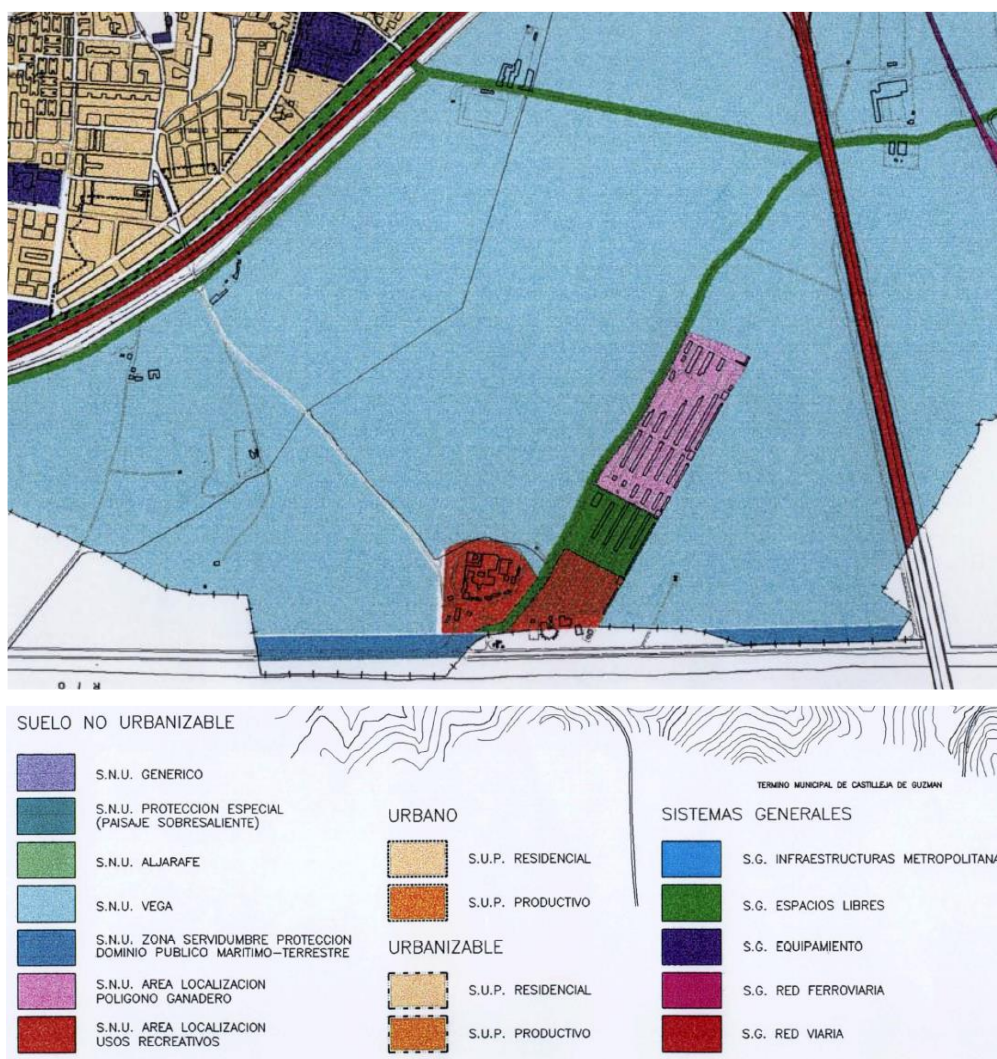 RIO
SUELO NO URBANIZABLE
S.N.U. GENERICO
S.N.U. PROTECCION ESPECIAL
(PAISAJE SOBRESALIENTE)
S.N.U. ALJARAFE
S.N.U. VEGA
S.N.U. ZONA SERVIDUMBRE PROTECCION
DOMINIO PUBLICO MARITIMO-TERRESTRE
S.N.U. AREA LOCALIZACION
POLIGONO GANADERO
S.N.U. AREA LOCALIZACION
USOS RECREATIVOS
URBANO
S.U.P. RESIDENCIAL
S.U.P. PRODUCTIVO
URBANIZABLE
S.U.P. RESIDENCIAL
S.U.P. PRODUCTIVO
TERMINO MUNICIPAL DE CASTILLEJA DE GUZMAN
SISTEMAS GENERALES
S.G. INFRAESTRUCTURAS METROPOLITANA
S.G. ESPACIOS LIBRES
S.G. EQUIPAMIENTO
S.G. RED FERROVIARIA
S.G. RED VIARIA